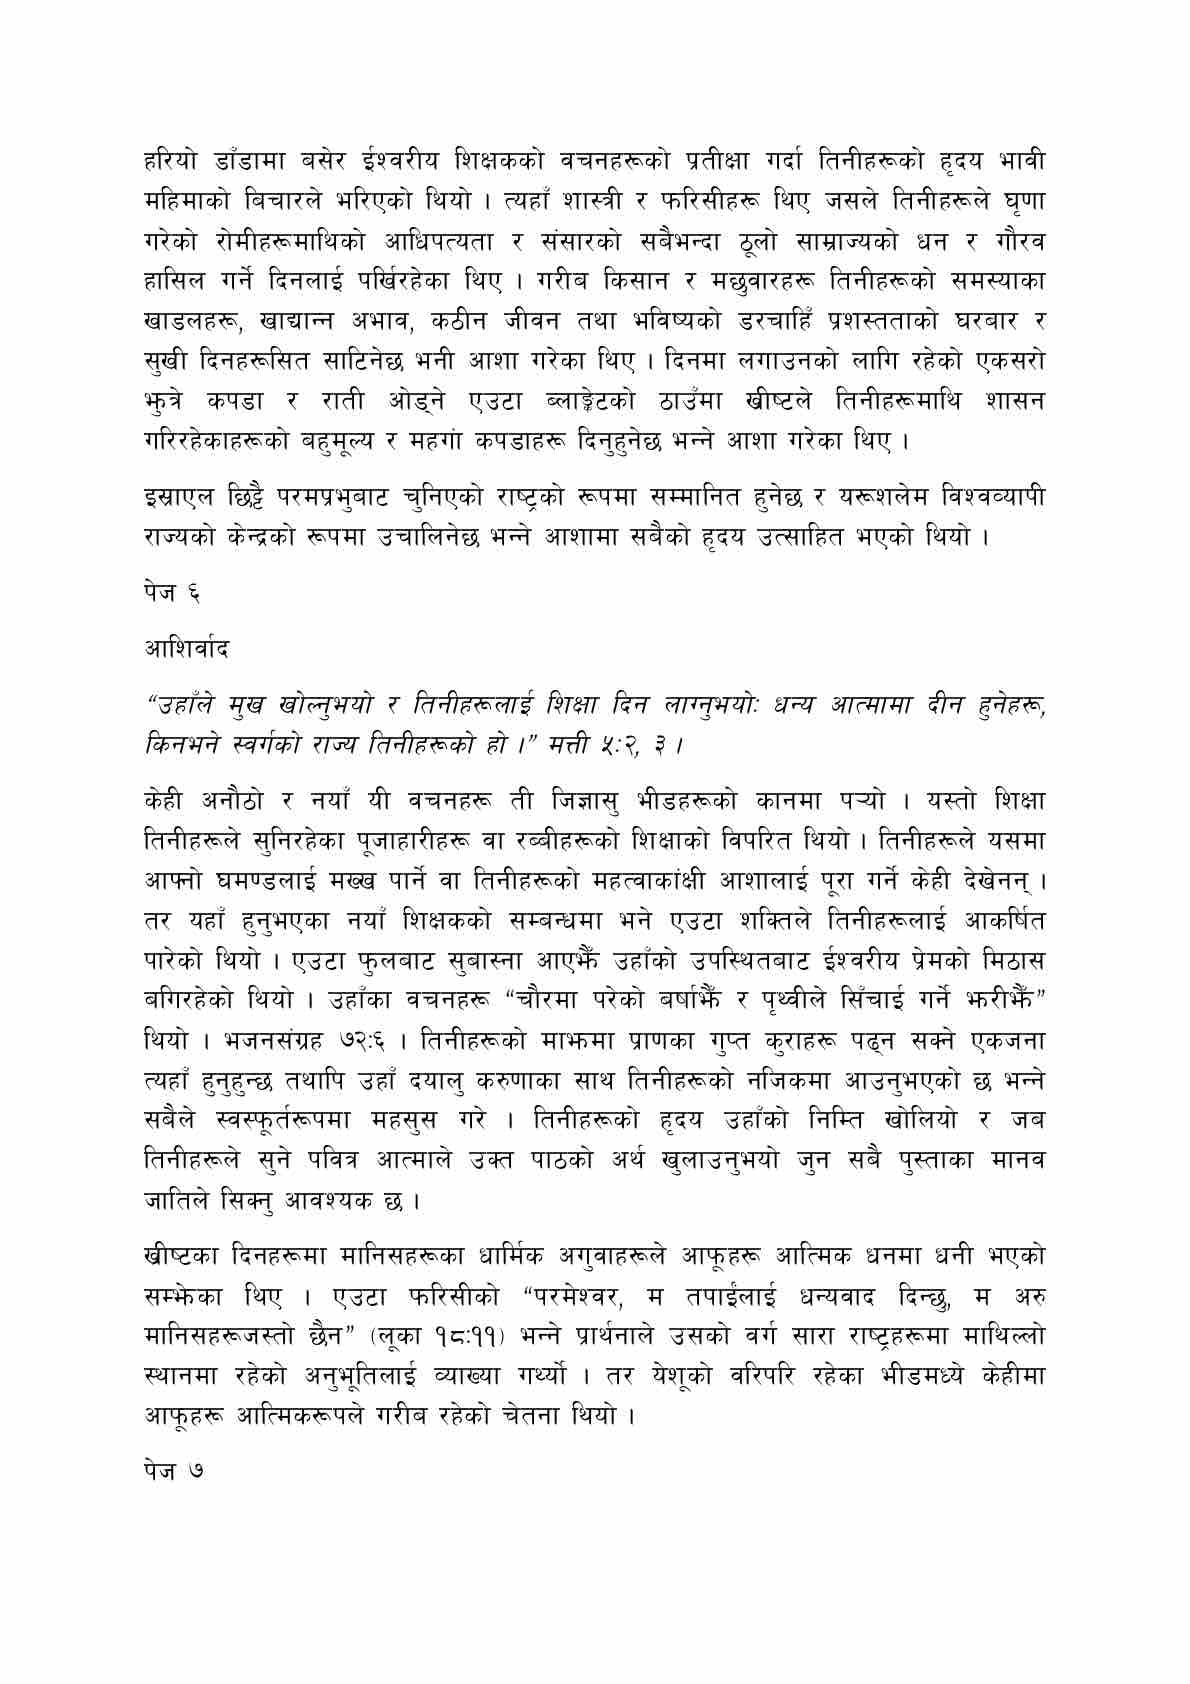 हरियो डाँडामा बसेर ईश्वरीय शिक्षकको वचनहरूको प्रतीक्षा गर्दा तिनीहरूको हृदय भावी
महिमाको बिचारले भरिएको थियो । त्यहाँ शास्त्री र फरिसीहरू थिए जसले तिनीहरूले घृणा
गरेको रोमीहरूमाथिको आधिपत्यता र संसारको सबैभन्दा ठूलो साम्राज्यको धन र गौरव
हासिल गर्ने दिनलाई पर्खिरहेका थिए । गरीब किसान र मछुवारहरू तिनीहरूको समस्याका
खाडलहरू, खाद्यान्न अभाव, कठीन जीवन तथा भविष्यको डरचाहिँ प्रशस्तताको घरबार र
सुखी दिनहरूसित साटिनेछ भनी आशा गरेका थिए । दिनमा लगाउनको लागि रहेको एकसरो
झुत्रे कपडा र राती ओड्ने एउटा ब्लाङ्केटको ठाउँमा ख्रीष्टले तिनीहरूमाथि शासन
गरिरहेकाहरूको बहुमूल्य र महगां कपडाहरू दिनुहुनेछ भन्ने आशा गरेका थिए ।
इस्राएल छिट्टै परमप्रभुबाट चुनिएको राष्ट्रको रूपमा सम्मानित हुनेछ र यरूशलेम विश्वव्यापी
राज्यको केन्द्रको रूपमा उचालिनेछ भन्ने आशामा सबैको हृदय उत्साहित भएको थियो ।
पेज ६
आशिर्वाद
“उहाँले मुख खोल्नुभयो र तिनीहरूलाई शिक्षा दिन लाग्नुभयोः धन्य आत्मामा दीन हुनेहरू,
किनभने स्वर्गको राज्य तिनीहरूको हो ।” मत्ती ५:२, ३ ।
केही अनौठो र नयाँ यी वचनहरू ती जिज्ञासु भीडहरूको कानमा पऱ्यो । यस्तो शिक्षा
तिनीहरूले सुनिरहेका पूजाहारीहरू वा रब्बीहरूको शिक्षाको विपरित थियो । तिनीहरूले यसमा
आफ्नो घमण्डलाई मख्ख पार्ने वा तिनीहरूको महत्वाकांक्षी आशालाई पूरा गर्ने केही देखेनन् ।
तर यहाँ हुनुभएका नयाँ शिक्षकको सम्बन्धमा भने एउटा शक्तिले तिनीहरूलाई आकर्षित
पारेको थियो । एउटा फुलबाट सुबास्ना आएझैँ उहाँको उपस्थितबाट ईश्वरीय प्रेमको मिठास
बगिरहेको थियो । उहाँका वचनहरू “चौरमा परेको बर्षाझैँ र पृथ्वीले सिँचाई गर्ने झरीझैँ”
थियो । भजनसंग्रह ७२:६ । तिनीहरूको माझमा प्राणका गुप्त कुराहरू पढ्न सक्ने एकजना
त्यहाँ हुनुहुन्छ तथापि उहाँ दयालु करुणाका साथ तिनीहरूको नजिकमा आउनुभएको छ भन्ने
सबैले स्वस्फूर्तरूपमा महसुस गरे । तिनीहरूको हृदय उहाँको निम्ति खोलियो र जब
तिनीहरूले सुने पवित्र आत्माले उक्त पाठको अर्थ खुलाउनुभयो जुन सबै पुस्ताका मानव
जातिले सिक्नु आवश्यक छ ।
ख्रीष्टका दिनहरूमा मानिसहरूका धार्मिक अगुवाहरूले आफूहरू आत्मिक धनमा धनी भएको
सम्झेका थिए । एउटा फरिसीको “परमेश्वर, म तपाईंलाई धन्यवाद दिन्छु, म अरु
मानिसहरूजस्तो छैन” (लूका १८:११) भन्ने प्रार्थनाले उसको वर्ग सारा राष्ट्रहरूमा माथिल्लो
स्थानमा रहेको अनुभूतिलाई व्याख्या गर्थ्यो । तर येशूको वरिपरि रहेका भीडमध्ये केहीमा
आफूहरू आत्मिकरूपले गरीब रहेको चेतना थियो ।
पेज ७